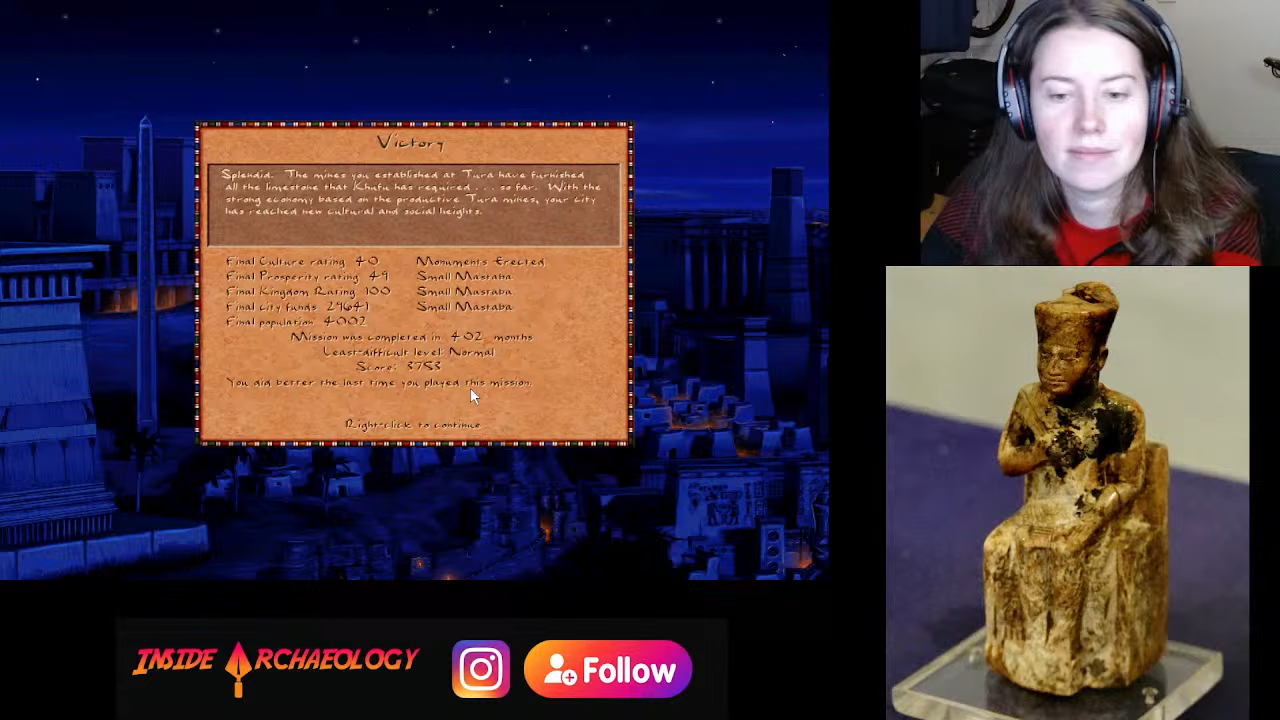 Victory
Splendid. The mines you established at Tura have furnished
all the limestone that Khufu has required . . . so far. With the
strong economy based on the productive Tura mines, your city
has reached new cultural and social heights.
Final Culture rating 40 Monuments Erected
Final Prosperity rating 49 Small Mastaba
Final Kingdom Rating 100 Small Mastaba
Final City funds 29641 Small Mastaba
Final population 4002
Mission was completed in 402 months
Least-difficult level: Normal
Score: 3753
You did better the last time you played this mission.
Right-click to continue
INSIDE ARCHAEOLOGY
Follow